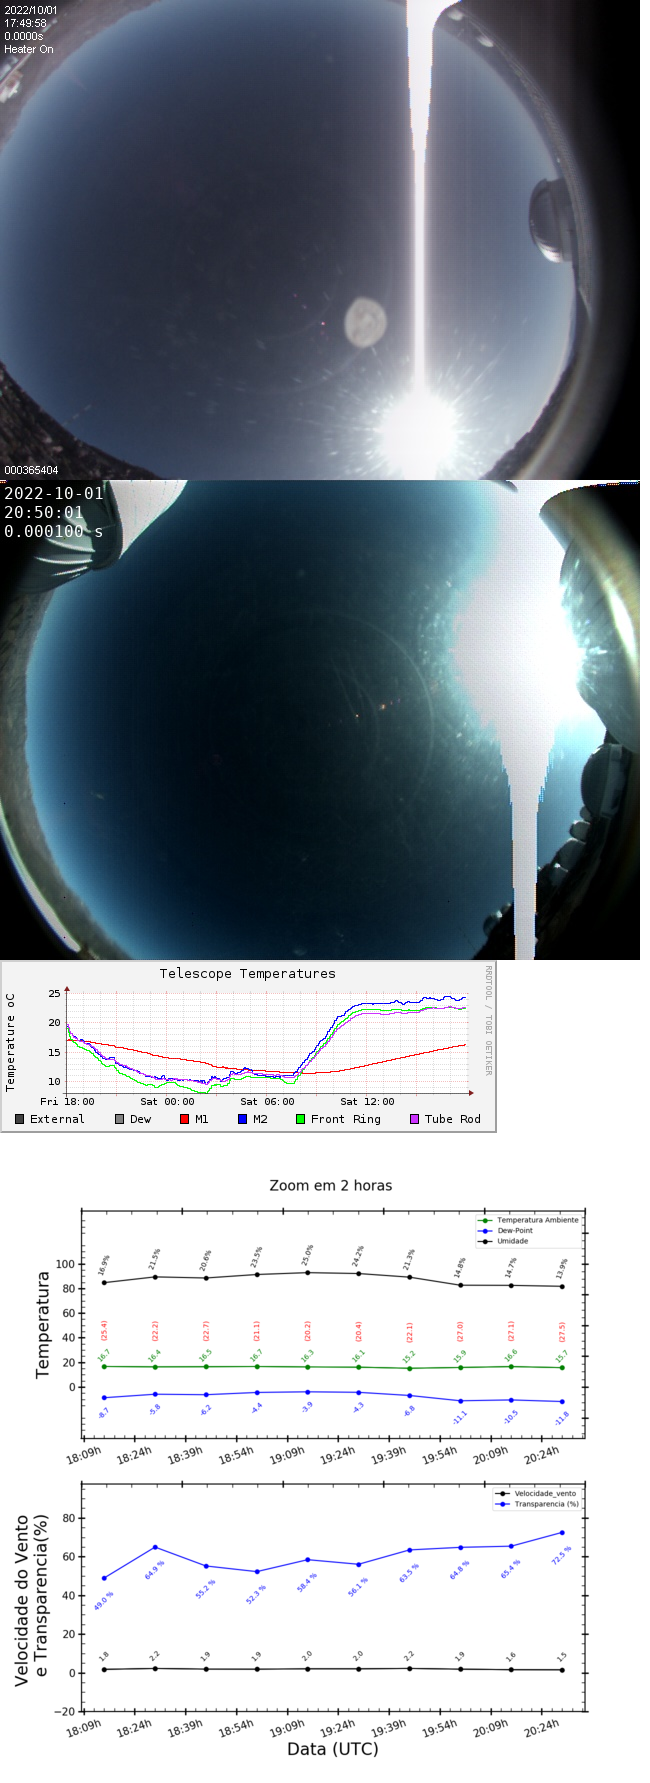 2022/10/01
17:49:58
0.0000s
Heater On
000365404
2022-10-01
20:50:01
0.000100 s
Telescope Temperatures
RRDTOOL / TOBI OETIKER
Temperature oC
25
20
15
10
Fri 18:00 Sat 00:00 Sat 06:00 Sat 12:00
External Dew M1 M2 Front Ring Tube Rod
Zoom em 2 horas
Temperatura Ambiente
Dew-Point
Umidade
Temperatura
100
80
60
40
20
0
16.9% 21.5% 20.6% 23.5% 25.0% 24.2% 21.3% 14.8% 14.7% 13.9%
(25.4) (22.2) (22.7) (21.1) (20.2) (20.4) (22.1) (27.0) (27.1) (27.5)
16.7 16.4 16.5 16.7 16.3 16.1 15.2 15.9 16.6 15.7
-8.7 -5.8 -6.2 -4.4 -3.9 -4.3 -6.8 -11.1 -10.5 -11.8
18:09h 18:24h 18:39h 18:54h 19:09h 19:24h 19:39h 19:54h 20:09h 20:24h
Velocidade_vento
Transparencia (%)
Velocidade do Vento
e Transparencia(%)
80
60
40
20
0
−20
49.0 % 64.9 % 55.2 % 52.3 % 58.4 % 56.1 % 63.5 % 64.8 % 65.4 % 72.5 %
1.8 2.2 1.9 1.9 2.0 2.0 2.2 1.9 1.6 1.5
18:09h 18:24h 18:39h 18:54h 19:09h 19:24h 19:39h 19:54h 20:09h 20:24h
Data (UTC)